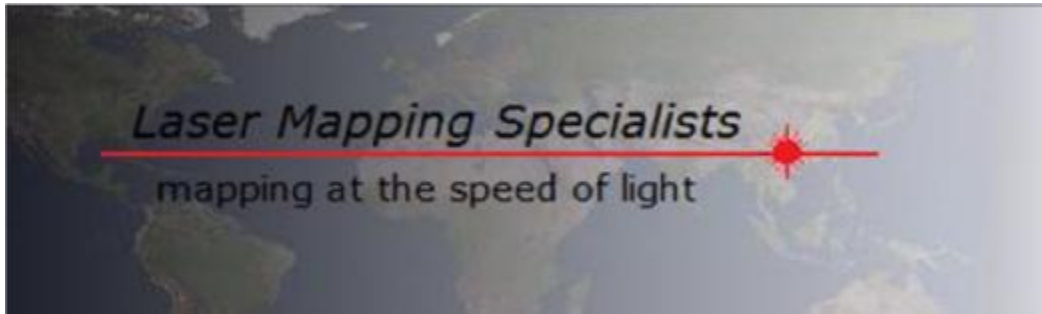 Laser Mapping Specialists
mapping at the speed of light